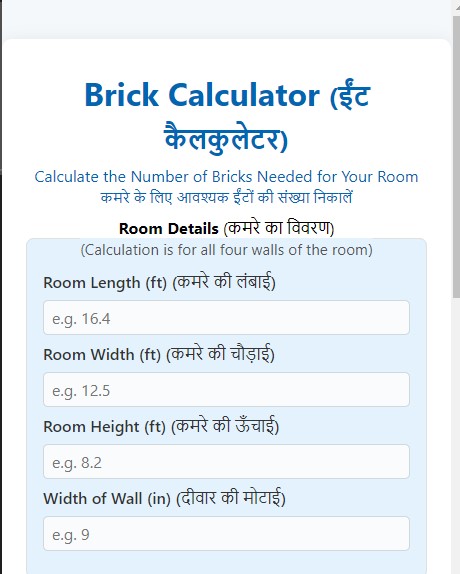 Brick Calculator (ईंट
कैलकुलेटर)
Calculate the Number of Bricks Needed for Your Room
कमरे के लिए आवश्यक ईंटों की संख्या निकालें
Room Details (कमरे का विवरण)
(Calculation is for all four walls of the room)
Room Length (ft) (कमरे की लंबाई)
e.g. 16.4
Room Width (ft) (कमरे की चौड़ाई)
e.g. 12.5
Room Height (ft) (कमरे की ऊँचाई)
e.g. 8.2
Width of Wall (in) (दीवार की मोटाई)
e.g. 9